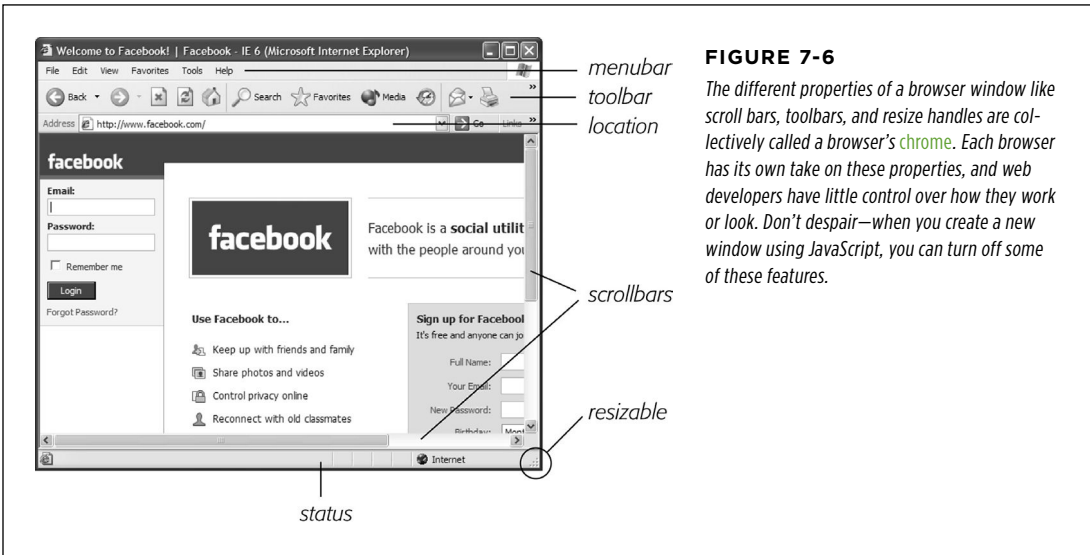 Welcome to Facebook! | Facebook - IE 6 (Microsoft Internet Explorer)
File Edit View Favorites Tools Help
menubar
Back Search Favorites Media
toolbar
Address http://www.facebook.com/ Go Links
location
facebook
Email:
Password:
Remember me
Login
Forgot Password?
facebook
Facebook is a social utilit
with the people around you
scrollbars
Use Facebook to...
Keep up with friends and family
Share photos and videos
Control privacy online
Reconnect with old classmates
Sign up for Facebool
It's free and anyone can jo
Full Name:
Your Email:
New Password:
Birthday: Mont
resizable
Internet
status
FIGURE 7-6
The different properties of a browser window like
scroll bars, toolbars, and resize handles are col-
lectively called a browser’s chrome. Each browser
has its own take on these properties, and web
developers have little control over how they work
or look. Don’t despair—when you create a new
window using JavaScript, you can turn off some
of these features.